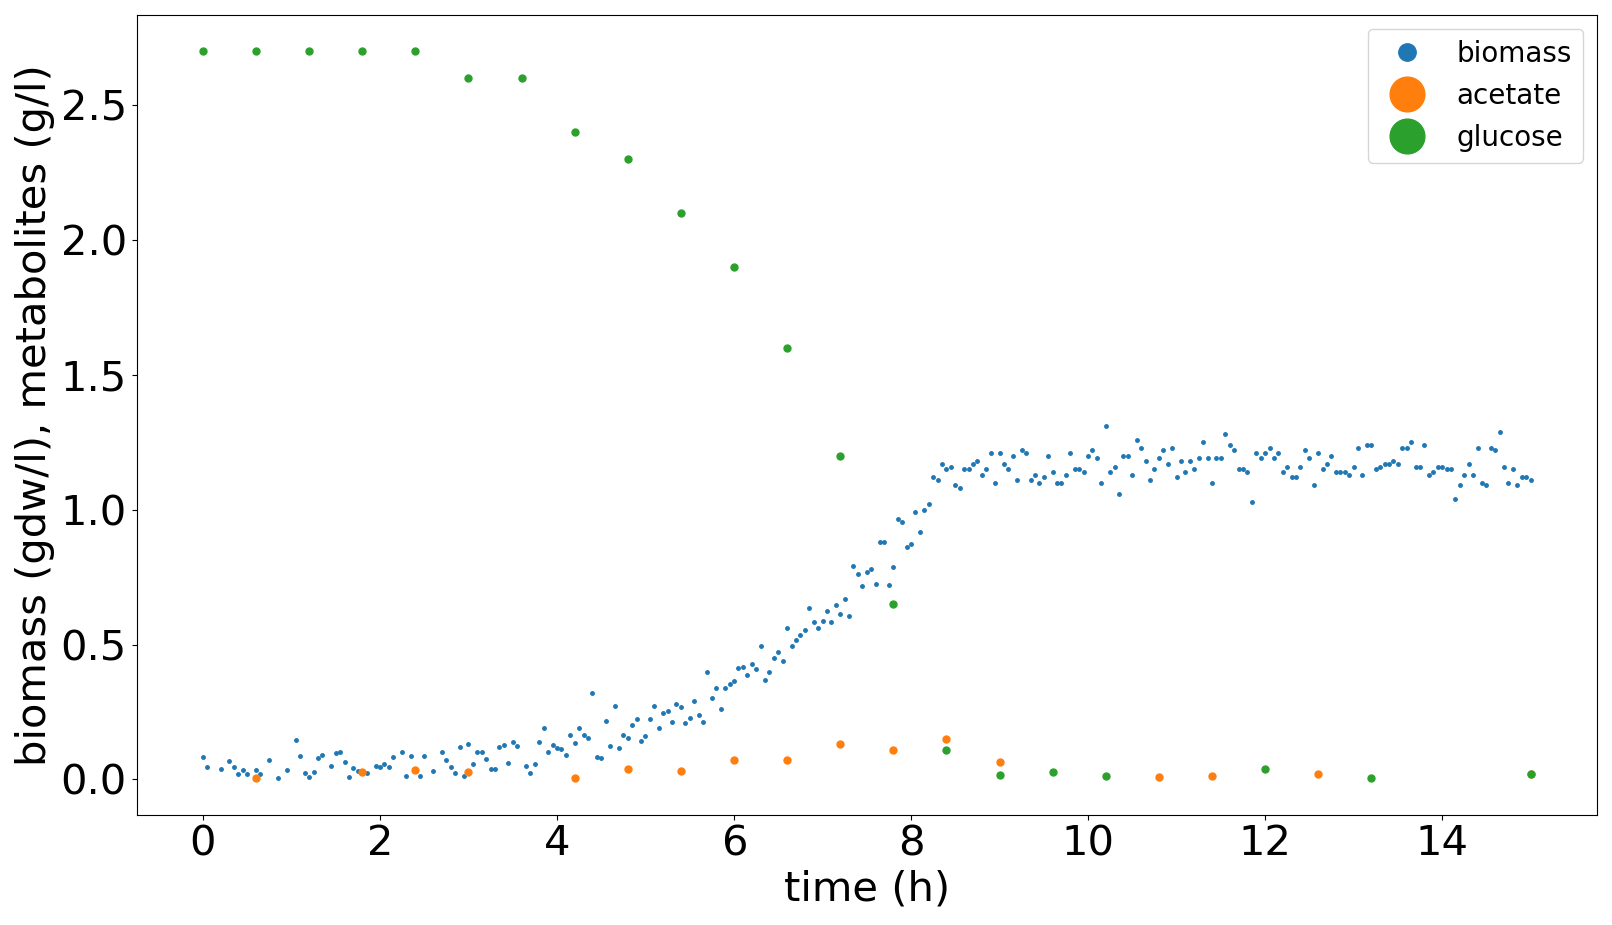 biomass (gdw/l), metabolites (g/l)
2.5
2.0
1.5
1.0
0.5
0.0
biomass
acetate
glucose
0 2 4 6 8 10 12 14
time (h)